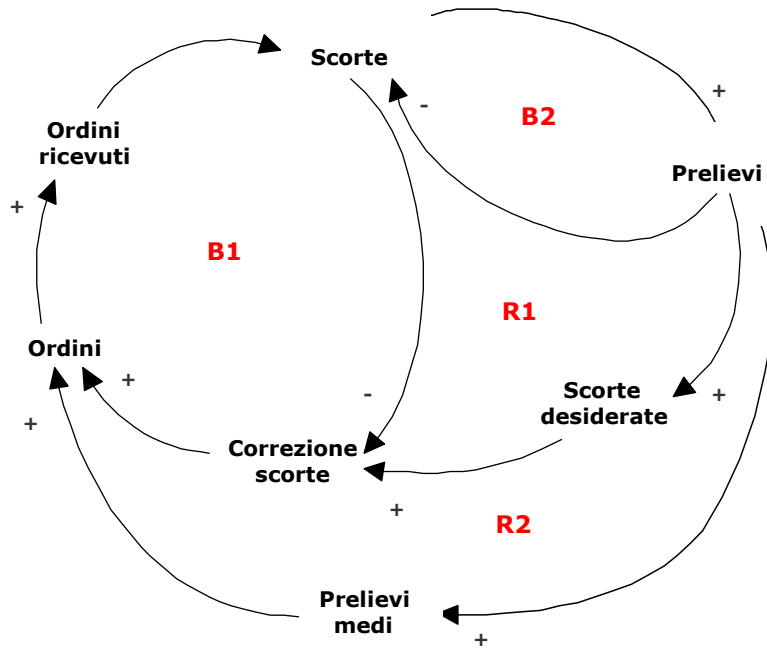 Scorte
+
-
B2
Ordini
ricevuti
Prelievi
+
B1
R1
Ordini
+
+
-
Scorte
desiderate
+
Correzione
scorte
+
R2
Prelievi
medi
+